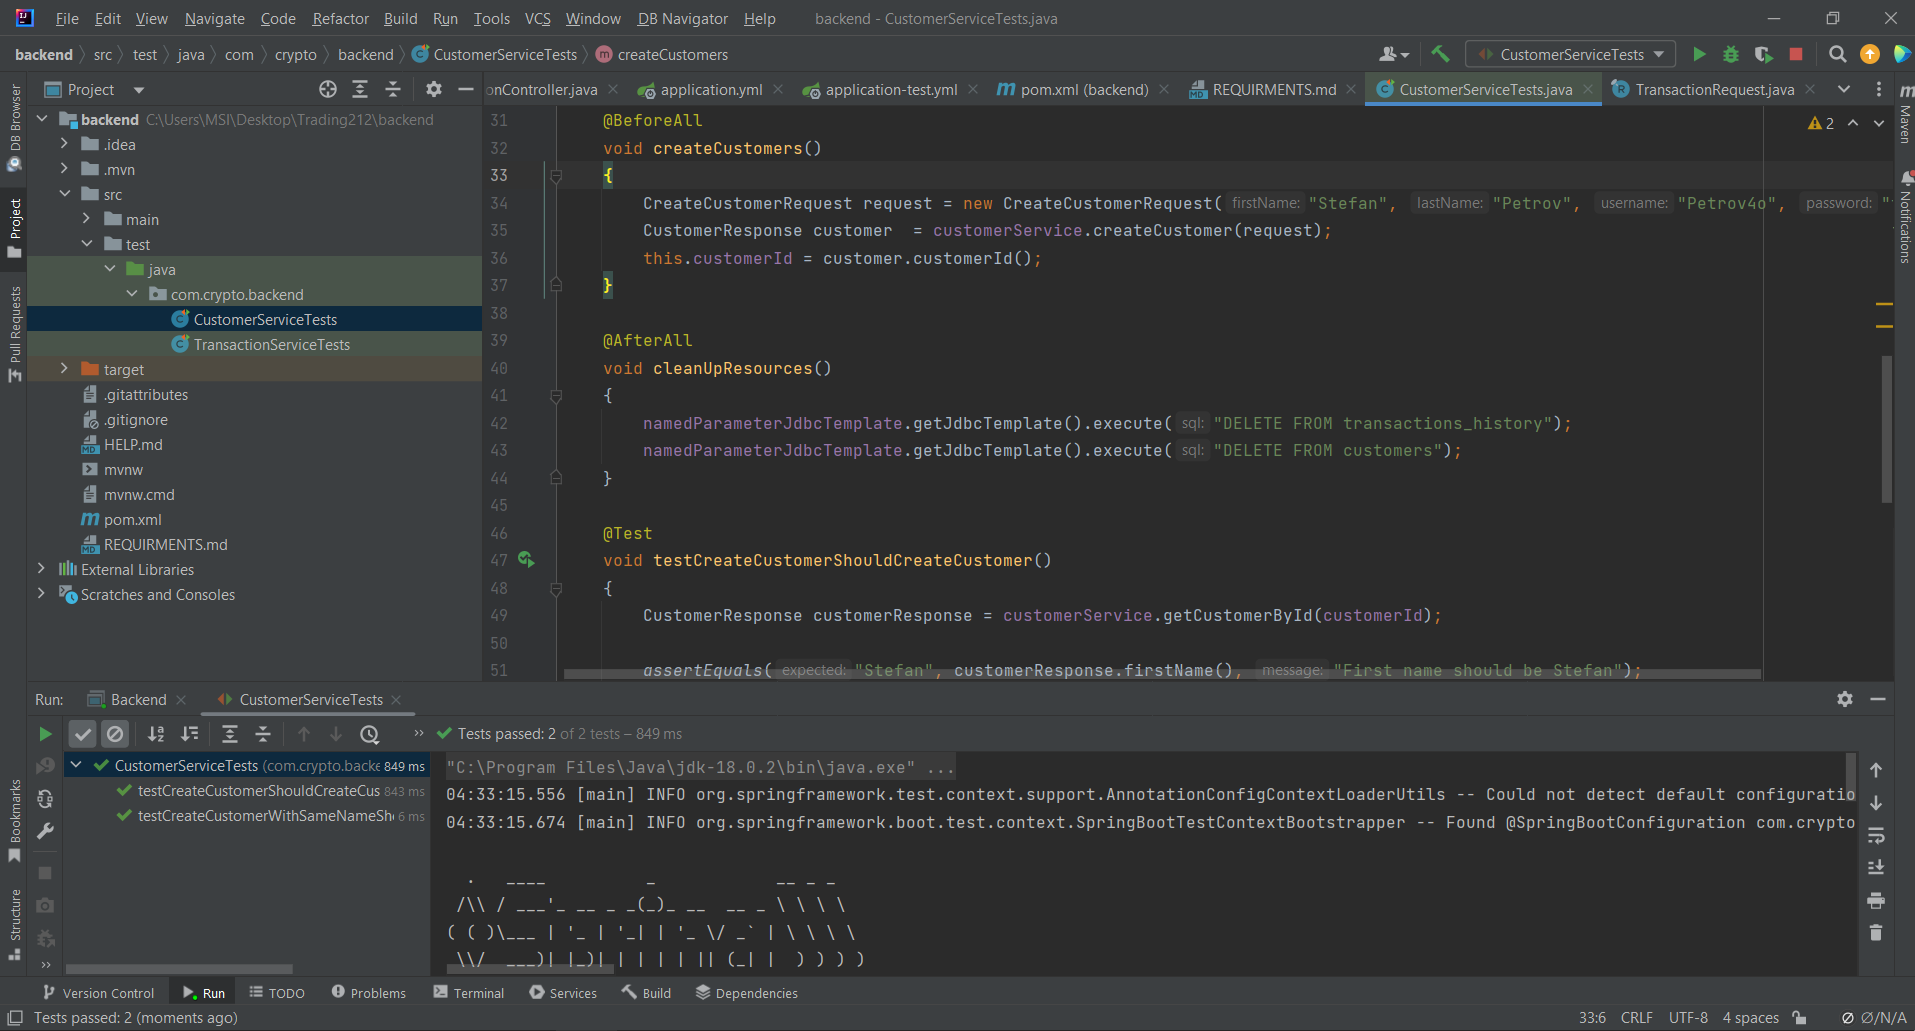 File Edit View Navigate Code Refactor Build Run Tools VCS Window DB Navigator Help backend - CustomerServiceTests.java
backend src test java com crypto backend CustomerServiceTests createCustomers CustomerServiceTests
Project onController.java application.yml application-test.yml pom.xml (backend) REQUIRMENTS.md CustomerServiceTests.java TransactionRequest.java
DB Browser
Project
Pull Requests
Bookmarks
Structure
backend C:\Users\MSI\Desktop\Trading212\backend
.idea
.mvn
src
main
test
java
com.crypto.backend
CustomerServiceTests
TransactionServiceTests
target
.gitattributes
.gitignore
HELP.md
mvnw
mvnw.cmd
pom.xml
REQUIRMENTS.md
External Libraries
Scratches and Consoles
2
31 @BeforeAll
32 void createCustomers()
33 {
34 CreateCustomerRequest request = new CreateCustomerRequest( firstName: "Stefan", lastName: "Petrov", username: "Petrov4o", password: "
35 CustomerResponse customer  = customerService.createCustomer(request);
36 this.customerId = customer.customerId();
37 }
38
39 @AfterAll
40 void cleanUpResources()
41 {
42 namedParameterJdbcTemplate.getJdbcTemplate().execute( sql: "DELETE FROM transactions_history");
43 namedParameterJdbcTemplate.getJdbcTemplate().execute( sql: "DELETE FROM customers");
44 }
45
46 @Test
47 void testCreateCustomerShouldCreateCustomer()
48 {
49 CustomerResponse customerResponse = customerService.getCustomerById(customerId);
50
51 assertEquals( expected: "Stefan", customerResponse.firstName(), message: "First name should be Stefan");
Maven
Notifications
Run: Backend CustomerServiceTests
Tests passed: 2 of 2 tests – 849 ms
CustomerServiceTests (com.crypto.backe 849 ms
testCreateCustomerShouldCreateCus 843 ms
testCreateCustomerWithSameNameSho 6 ms
"C:\Program Files\Java\jdk-18.0.2\bin\java.exe" ...
04:33:15.556 [main] INFO org.springframework.test.context.support.AnnotationConfigContextLoaderUtils -- Could not detect default configuratio
04:33:15.674 [main] INFO org.springframework.boot.test.context.SpringBootTestContextBootstrapper -- Found @SpringBootConfiguration com.crypto
  .   ____          _            __ _ _
 /\\ / ___'_ __ _ _(_)_ __  __ _ \ \ \ \
( ( )\___ | '_ | '_| | '_ \/ _` | \ \ \ \
 \\/  ___)| |_)| | | | | || (_| |  ) ) ) )
Version Control Run TODO Problems Terminal Services Build Dependencies
Tests passed: 2 (moments ago) 33:6 CRLF UTF-8 4 spaces Ø/N/A